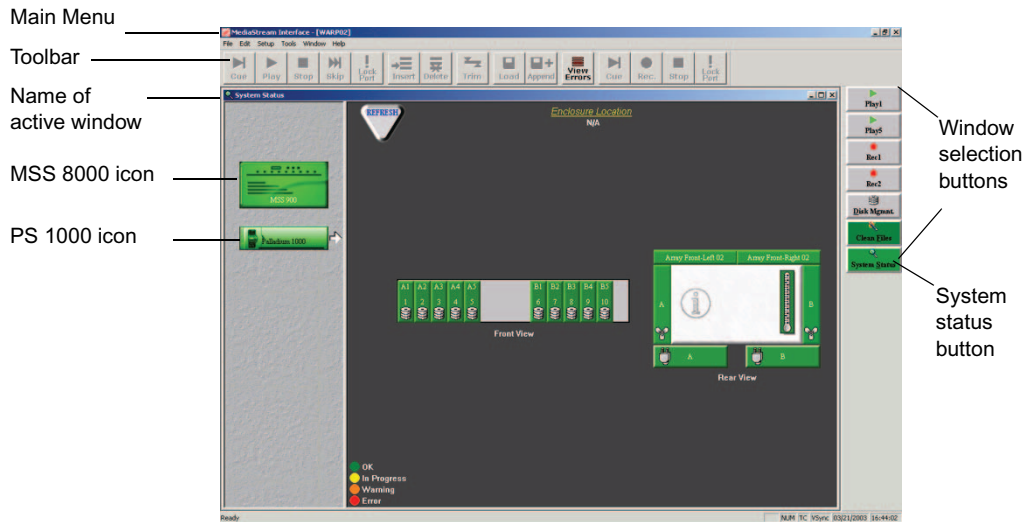 Main Menu
Toolbar
Name of
active window
MSS 8000 icon
PS 1000 icon
MediaStream Interface - [WARP02]
File Edit Setup Tools Window Help
Cue Play Stop Skip Lock Port Insert Delete Trim Load Append View Errors Cue Rec. Stop Lock Port
System Status
REFRESH
Enclosure Location
N/A
MSS 900
Palladium 1000
A1 A2 A3 A4 A5 B1 B2 B3 B4 B5
1 2 3 4 5 6 7 8 9 10
Front View
Array Front-Left 02 Array Front-Right 02
A B
A B
Rear View
OK
In Progress
Warning
Error
Play1
Play5
Rec1
Rec2
Disk Mgmnt.
Clean Files
System Status
Window
selection
buttons
System
status
button
Ready NUM TC VSync 03/21/2003 16:44:02